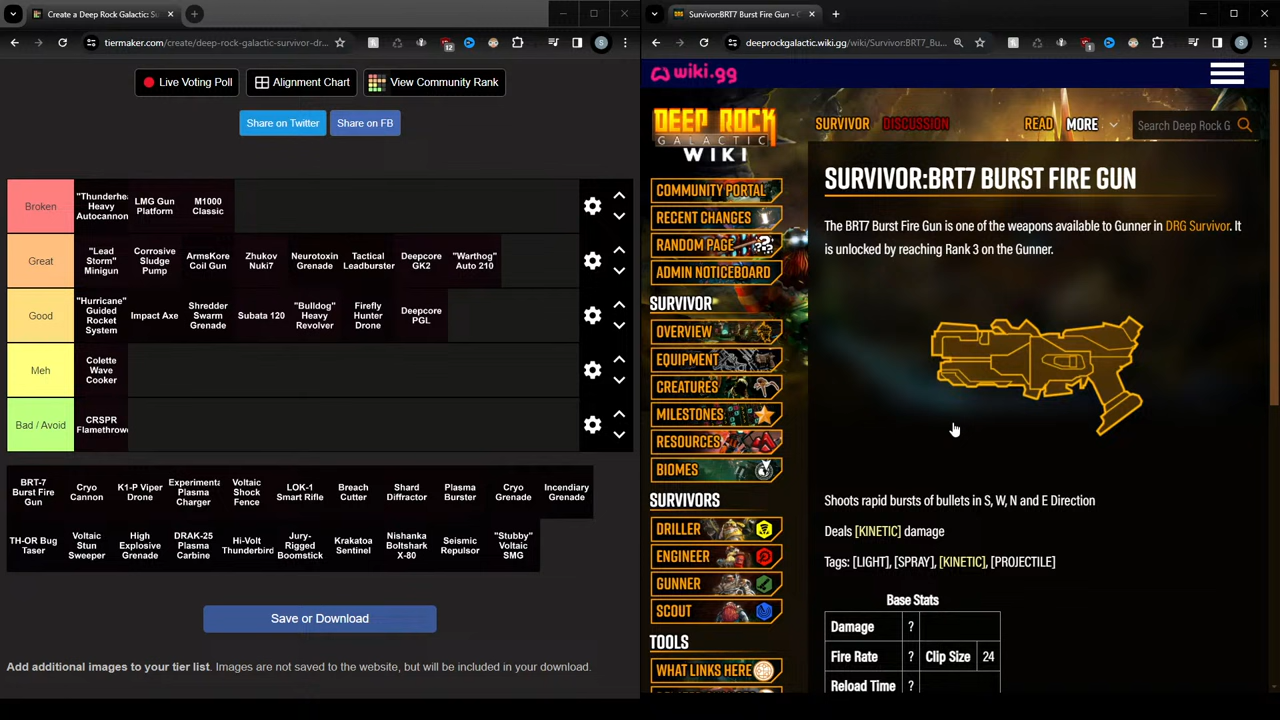 Create a Deep Rock Galactic: Su
tiermaker.com/create/deep-rock-galactic-survivor-dr...
12
S
Live Voting Poll
Alignment Chart
View Community Rank
Share on Twitter
Share on FB
Broken
"Thunderhe
Heavy
Autocannon
LMG Gun
Platform
M1000
Classic
Great
"Lead
Storm"
Minigun
Corrosive
Sludge
Pump
ArmsKore
Coil Gun
Zhukov
Nuki7
Neurotoxin
Grenade
Tactical
Leadburster
Deepcore
GK2
"Warthog"
Auto 210
Good
"Hurricane"
Guided
Rocket
System
Impact Axe
Shredder
Swarm
Grenade
Subata 120
"Bulldog"
Heavy
Revolver
Firefly
Hunter
Drone
Deepcore
PGL
Meh
Colette
Wave
Cooker
Bad / Avoid
CRSPR
Flamethrowe
BRT-7
Burst Fire
Gun
Cryo
Cannon
K1-P Viper
Drone
Experimenta
Plasma
Charger
Voltaic
Shock
Fence
LOK-1
Smart Rifle
Breach
Cutter
Shard
Diffractor
Plasma
Burster
Cryo
Grenade
Incendiary
Grenade
TH-OR Bug
Taser
Voltaic
Stun
Sweeper
High
Explosive
Grenade
DRAK-25
Plasma
Carbine
Hi-Volt
Thunderbird
Jury-
Rigged
Boomstick
Krakatoa
Sentinel
Nishanka
Boltshark
X-80
Seismic
Repulsor
"Stubby"
Voltaic
SMG
Save or Download
Add additional images to your tier list. Images are not saved to the website, but will be included in your download.
Survivor:BRT7 Burst Fire Gun -
deeprockgalactic.wiki.gg/wiki/Survivor:BRT7_Bu...
1
S
wiki.gg
DEEP ROCK
GALACTIC
WIKI
SURVIVOR
DISCUSSION
READ
MORE
Search Deep Rock G
COMMUNITY PORTAL
RECENT CHANGES
RANDOM PAGE
ADMIN NOTICEBOARD
SURVIVOR
OVERVIEW
EQUIPMENT
CREATURES
MILESTONES
RESOURCES
BIOMES
SURVIVORS
DRILLER
ENGINEER
GUNNER
SCOUT
TOOLS
WHAT LINKS HERE
SURVIVOR:BRT7 BURST FIRE GUN
The BRT7 Burst Fire Gun is one of the weapons available to Gunner in DRG Survivor. It
is unlocked by reaching Rank 3 on the Gunner.
Shoots rapid bursts of bullets in S, W, N and E Direction
Deals [KINETIC] damage
Tags: [LIGHT], [SPRAY], [KINETIC], [PROJECTILE]
Base Stats
Damage ?
Fire Rate ? Clip Size 24
Reload Time ?